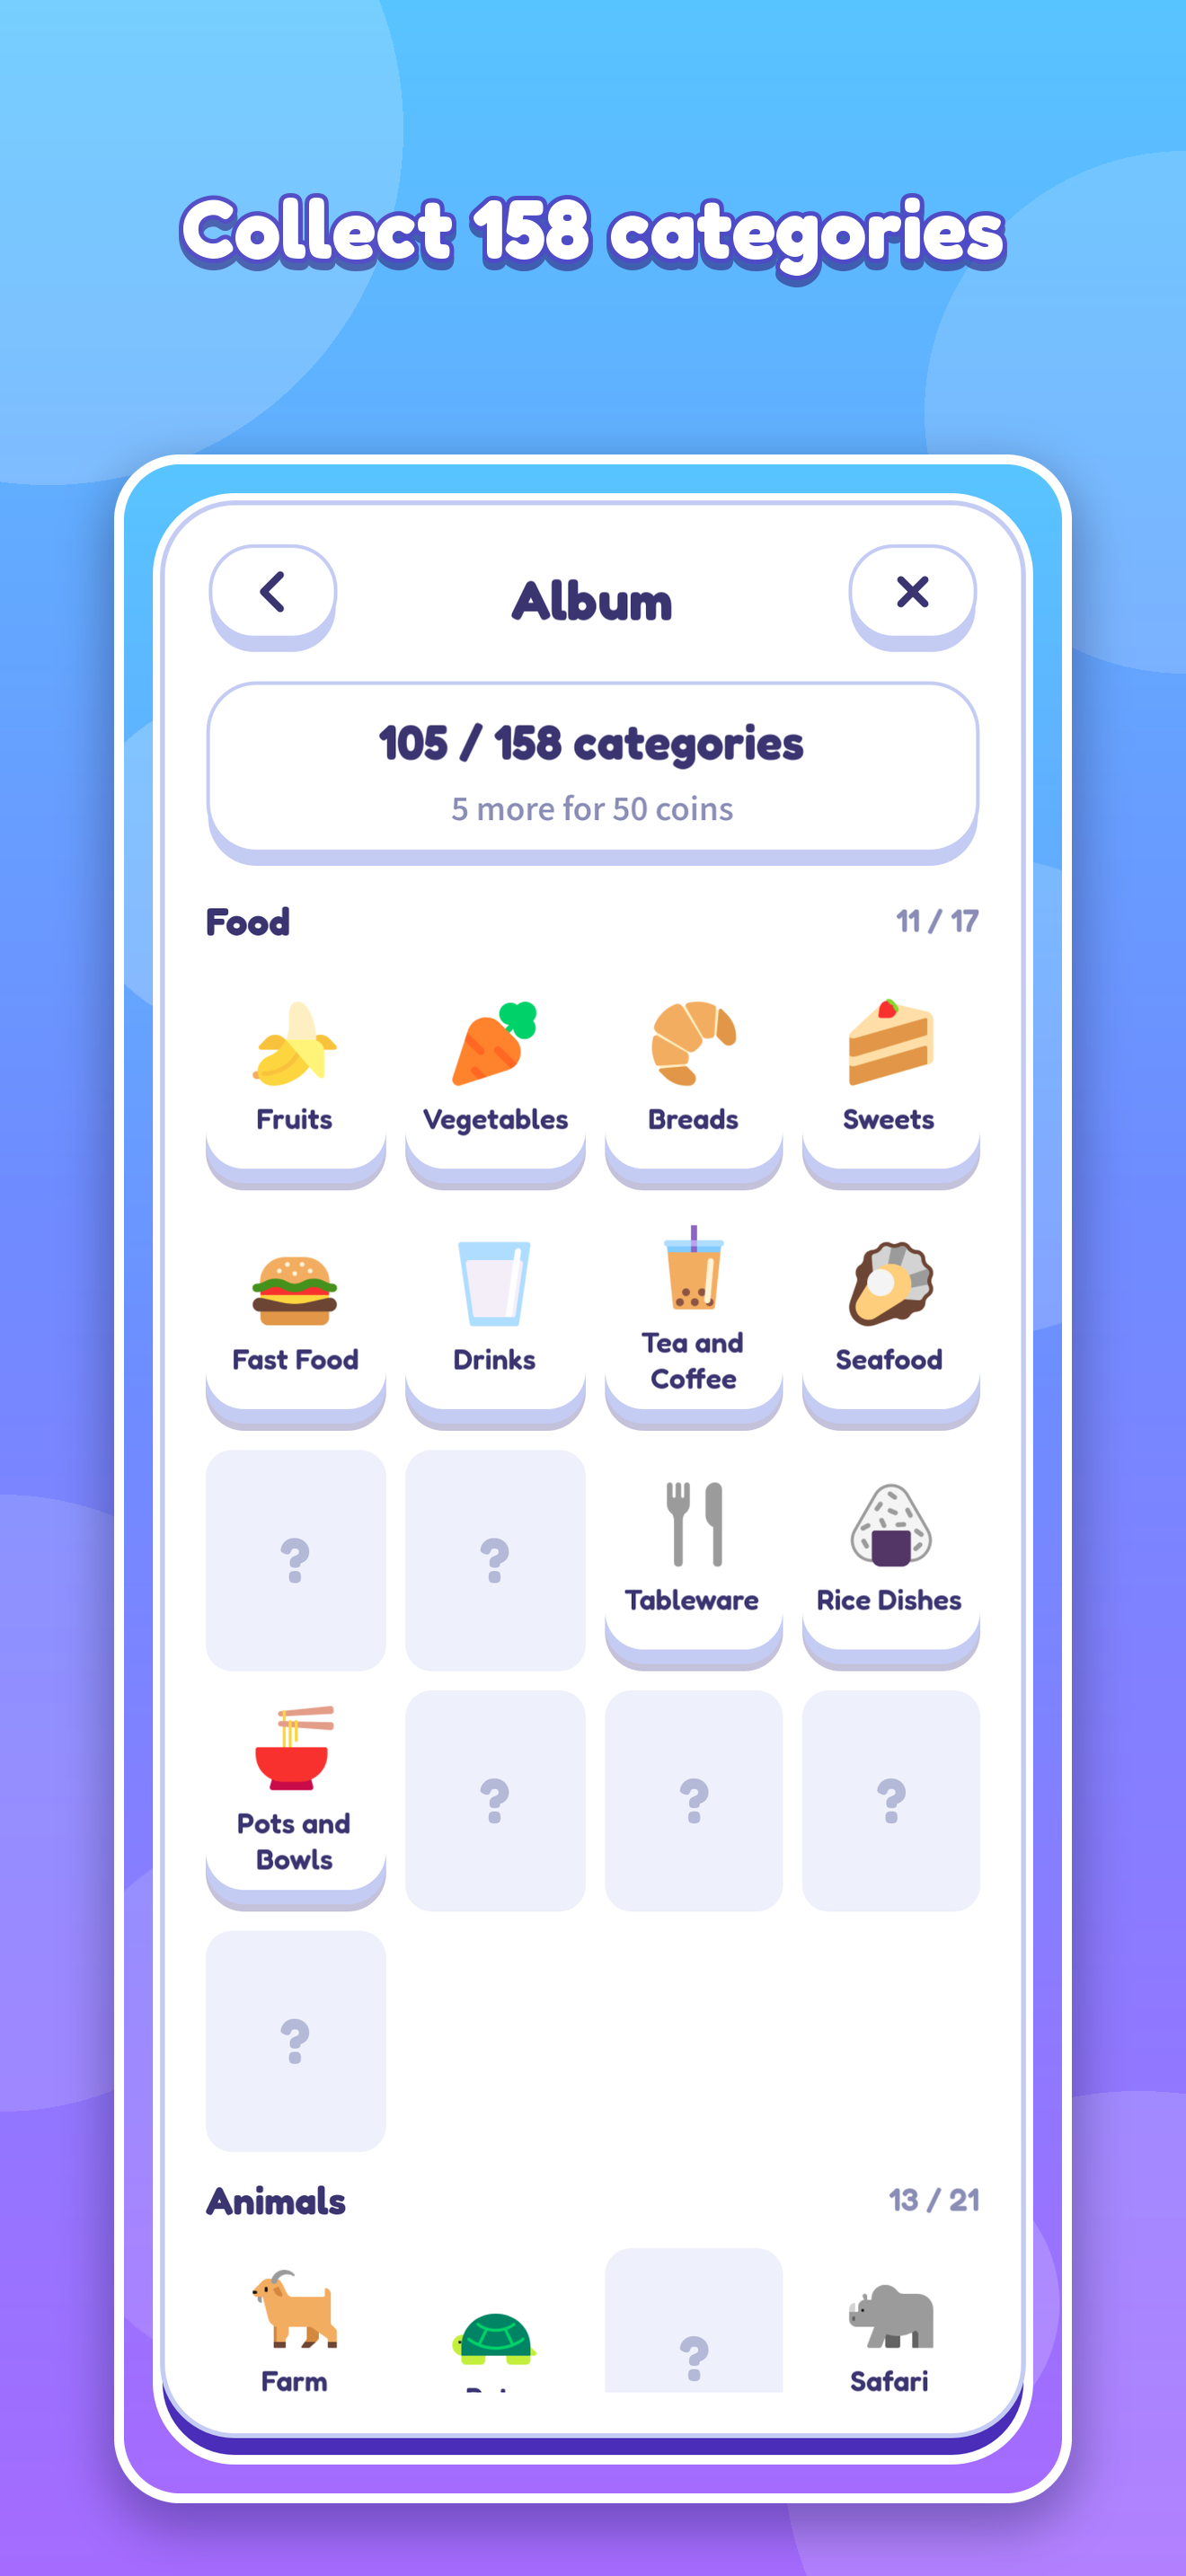 Collect 158 categories
Album
105 / 158 categories
5 more for 50 coins
Food
11 / 17
Fruits
Vegetables
Breads
Sweets
Fast Food
Drinks
Tea and
Coffee
Seafood
?
?
Tableware
Rice Dishes
Pots and
Bowls
?
?
?
?
Animals
13 / 21
Farm
?
Safari